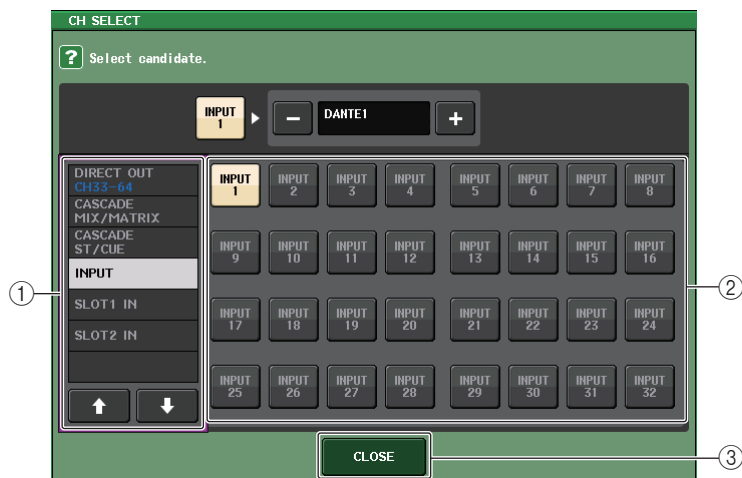 CH SELECT
? Select candidate.
INPUT
1
−
DANTE1
+
DIRECT OUT
CH33-64
CASCADE
MIX/MATRIX
CASCADE
ST/CUE
INPUT
SLOT1 IN
SLOT2 IN
INPUT 1 INPUT 2 INPUT 3 INPUT 4 INPUT 5 INPUT 6 INPUT 7 INPUT 8
INPUT 9 INPUT 10 INPUT 11 INPUT 12 INPUT 13 INPUT 14 INPUT 15 INPUT 16
INPUT 17 INPUT 18 INPUT 19 INPUT 20 INPUT 21 INPUT 22 INPUT 23 INPUT 24
INPUT 25 INPUT 26 INPUT 27 INPUT 28 INPUT 29 INPUT 30 INPUT 31 INPUT 32
CLOSE
①
②
③